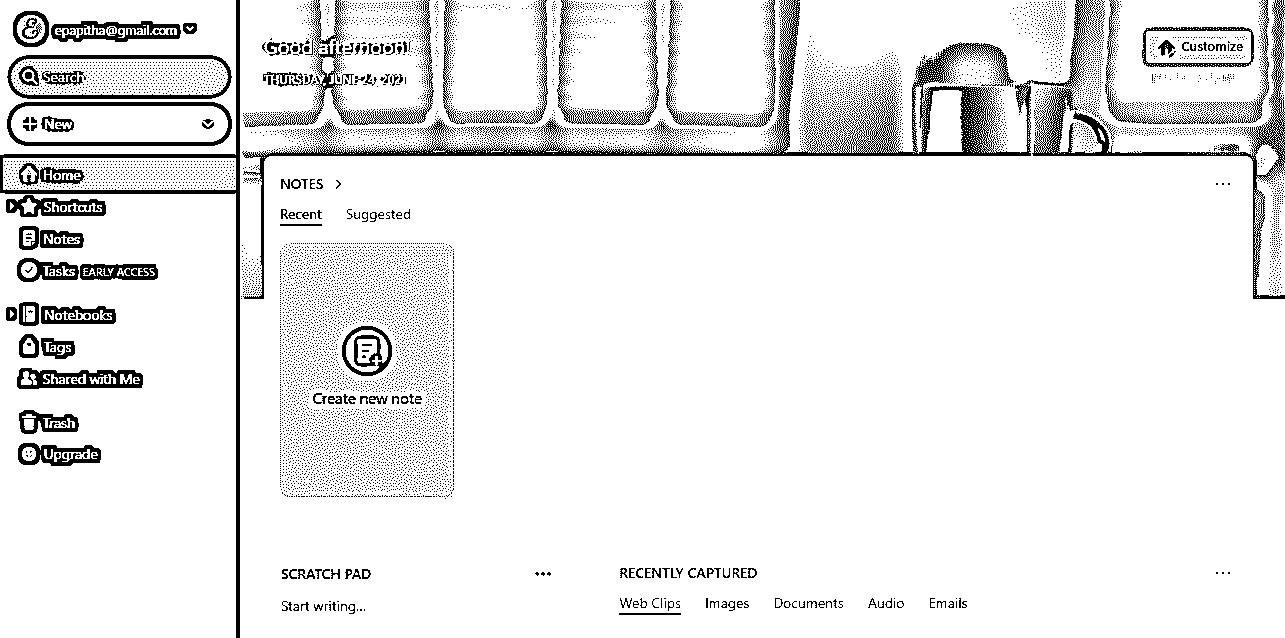 epapitha@gmail.com
Search
New
Home
Shortcuts
Notes
Tasks EARLY ACCESS
Notebooks
Tags
Shared with Me
Trash
Upgrade
Good afternoon!
THURSDAY, JUNE 24, 2021
Customize
NOTES
Recent Suggested
Create new note
SCRATCH PAD
Start writing...
RECENTLY CAPTURED
Web Clips Images Documents Audio Emails